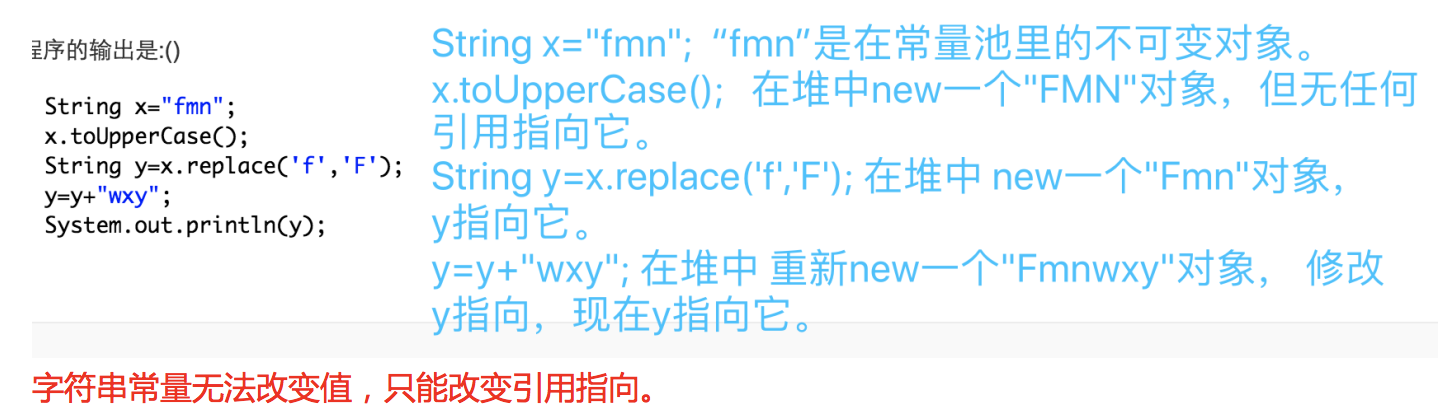 程序的输出是:()
String x="fmn";
x.toUpperCase();
String y=x.replace('f','F');
y=y+"wxy";
System.out.println(y);
String x="fmn"; “fmn”是在常量池里的不可变对象。
x.toUpperCase(); 在堆中new一个"FMN"对象，但无任何
引用指向它。
String y=x.replace('f','F'); 在堆中 new一个"Fmn"对象，
y指向它。
y=y+"wxy"; 在堆中 重新new一个"Fmnwxy"对象， 修改
y指向，现在y指向它。
字符串常量无法改变值，只能改变引用指向。